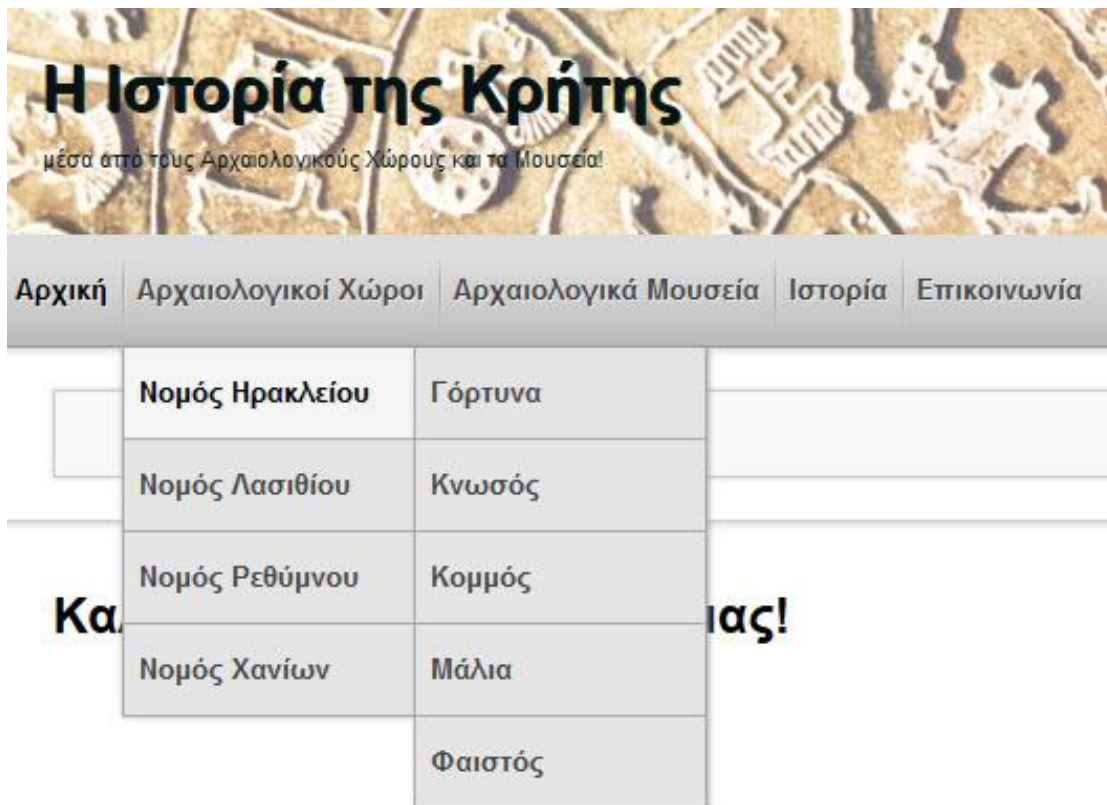 Η Ιστορία της Κρήτης
μέσα από τους Αρχαιολογικούς Χώρους και τα Μουσεία!
Αρχική Αρχαιολογικοί Χώροι Αρχαιολογικά Μουσεία Ιστορία Επικοινωνία
Νομός Ηρακλείου Γόρτυνα
Νομός Λασιθίου Κνωσός
Νομός Ρεθύμνου Κομμός
Νομός Χανίων Μάλια
Φαιστός